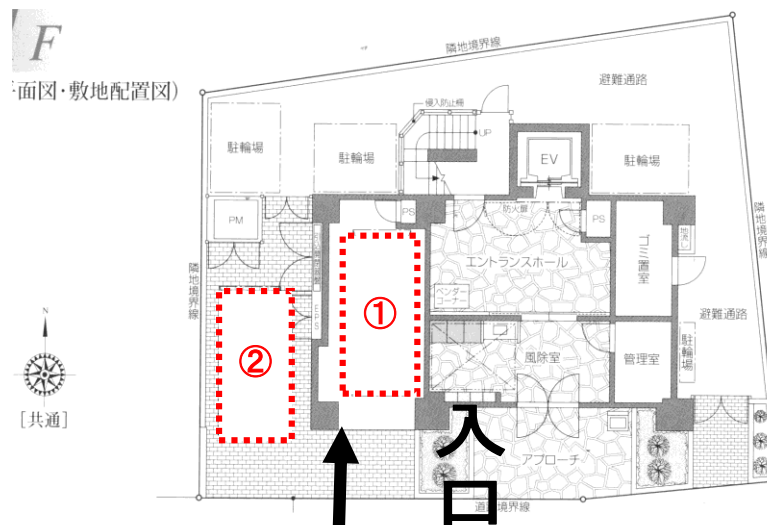 F
面図・敷地配置図)
隣地境界線
避難通路
侵入防止柵
UP
駐輪場
駐輪場
EV
駐輪場
PS
防火扉
PS
PM
隣地境界線
エントランスホール
ゴミ置室
隣地境界線
ベンダー
コーナー
①
EPS
②
避難通路
風除室
管理室
駐輪場
N
[共通]
入
口
アプローチ
道路境界線